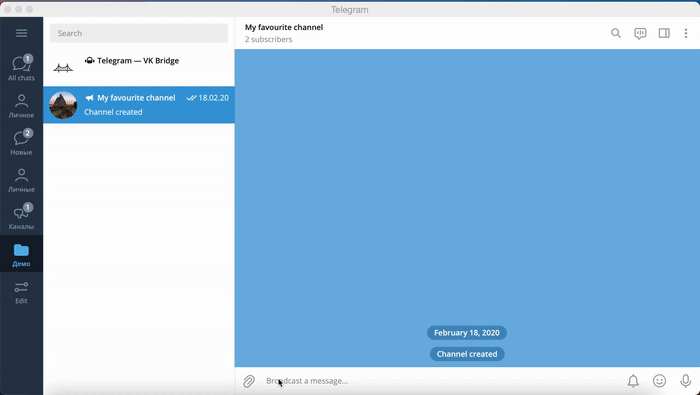 Telegram
Search
My favourite channel
2 subscribers
1
All chats
Личное
2
Новые
Личные
1
Каналы
Демо
Edit
Telegram — VK Bridge
My favourite channel
18.02.20
Channel created
February 18, 2020
Channel created
Broadcast a message...